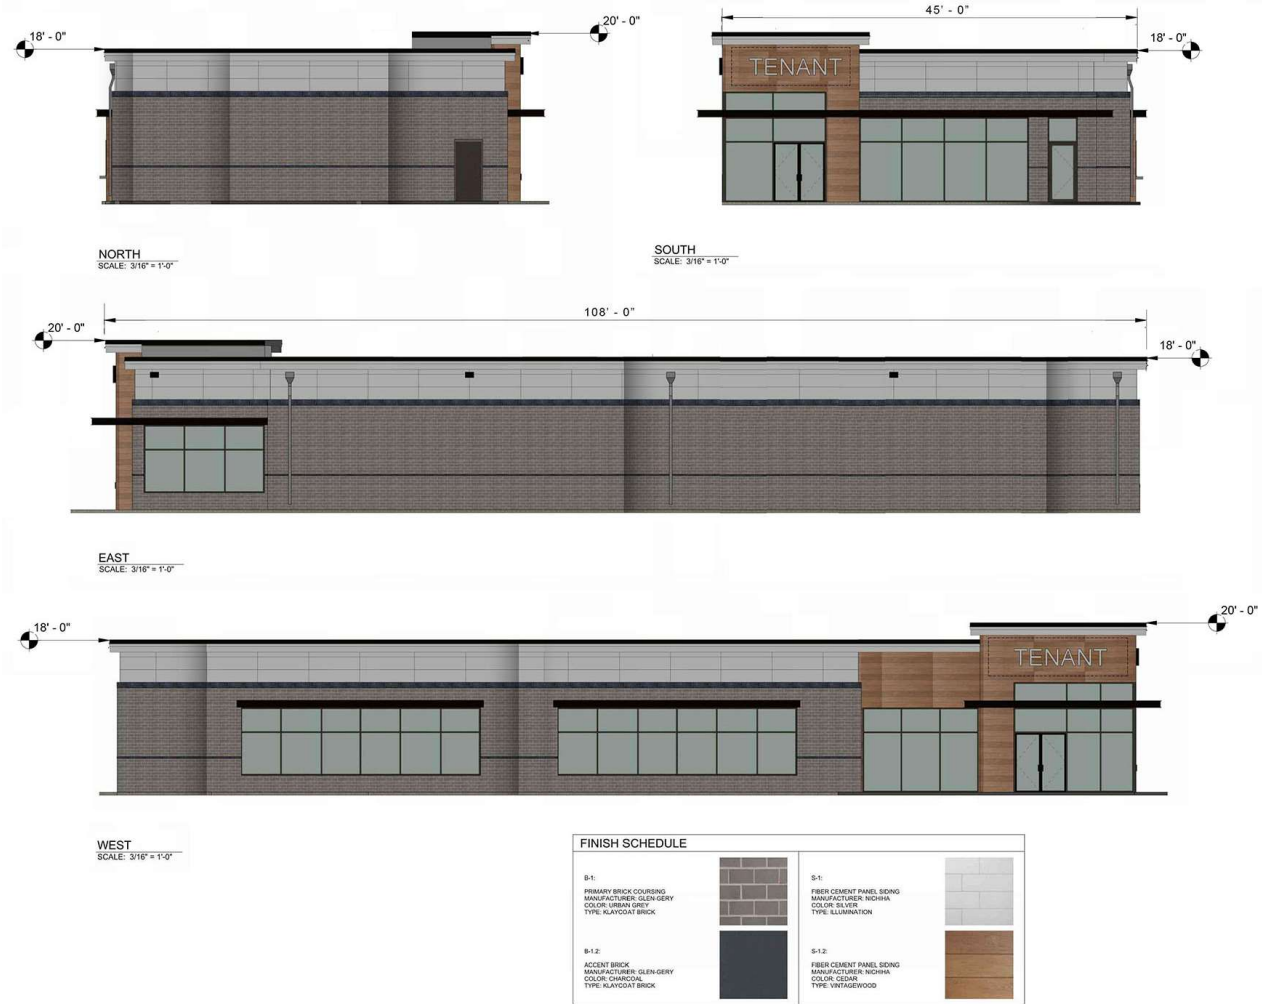 18' - 0"
20' - 0"
45' - 0"
18' - 0"
TENANT
NORTH
SCALE: 3/16" = 1'-0"
SOUTH
SCALE: 3/16" = 1'-0"
108' - 0"
20' - 0"
18' - 0"
EAST
SCALE: 3/16" = 1'-0"
18' - 0"
20' - 0"
TENANT
WEST
SCALE: 3/16" = 1'-0"
FINISH SCHEDULE
B-1:
PRIMARY BRICK COURSING
MANUFACTURER: GLEN-GERY
COLOR: URBAN GREY
TYPE: KLAYCOAT BRICK
S-1:
FIBER CEMENT PANEL SIDING
MANUFACTURER: NICHIHA
COLOR: SILVER
TYPE: ILLUMINATION
B-1.2:
ACCENT BRICK
MANUFACTURER: GLEN-GERY
COLOR: CHARCOAL
TYPE: KLAYCOAT BRICK
S-1.2:
FIBER CEMENT PANEL SIDING
MANUFACTURER: NICHIHA
COLOR: CEDAR
TYPE: VINTAGEWOOD